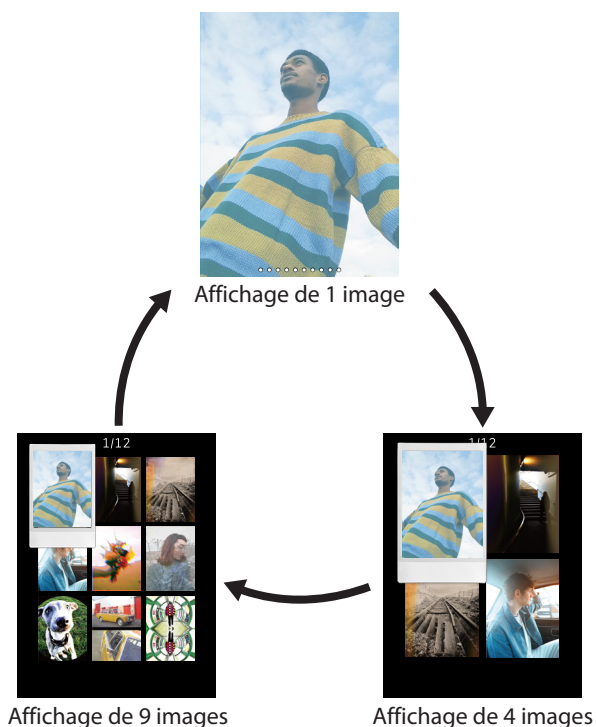 Affichage de 1 image
1/12
1/12
Affichage de 9 images
Affichage de 4 images